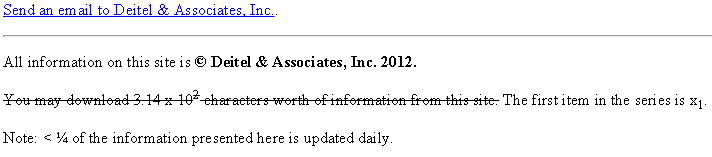 Send an email to Deitel & Associates, Inc..
All information on this site is © Deitel & Associates, Inc. 2012.
You may download 3.14 x 10² characters worth of information from this site. The first item in the series is x₁.
Note: < ¼ of the information presented here is updated daily.